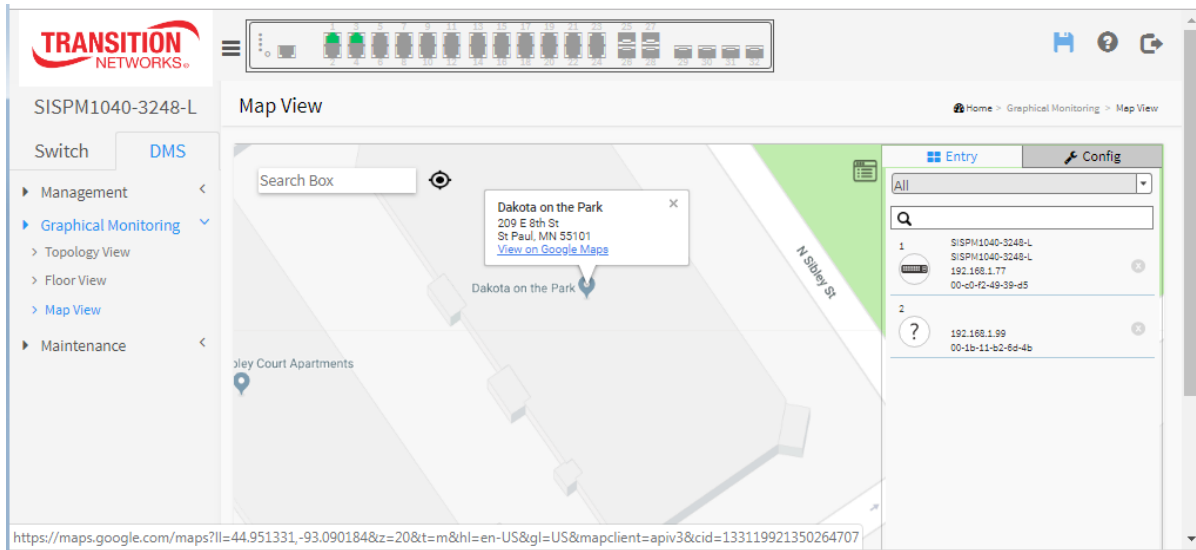 TRANSITION
NETWORKS®
1 3 5 7 9 11 13 15 17 19 21 23 25 27
2 4 6 8 10 12 14 16 18 20 22 24 26 28 29 30 31 32
SISPM1040-3248-L
Map View
Home > Graphical Monitoring > Map View
Switch
DMS
Management
Graphical Monitoring
> Topology View
> Floor View
> Map View
Maintenance
Search Box
Dakota on the Park
209 E 8th St
St Paul, MN 55101
View on Google Maps
Dakota on the Park
N Sibley St
pley Court Apartments
Entry
Config
All
1
SISPM1040-3248-L
SISPM1040-3248-L
192.168.1.77
00-c0-f2-49-39-d5
2
?
192.168.1.99
00-1b-11-b2-6d-4b
https://maps.google.com/maps?ll=44.951331,-93.090184&z=20&t=m&hl=en-US&gl=US&mapclient=apiv3&cid=133119921350264707